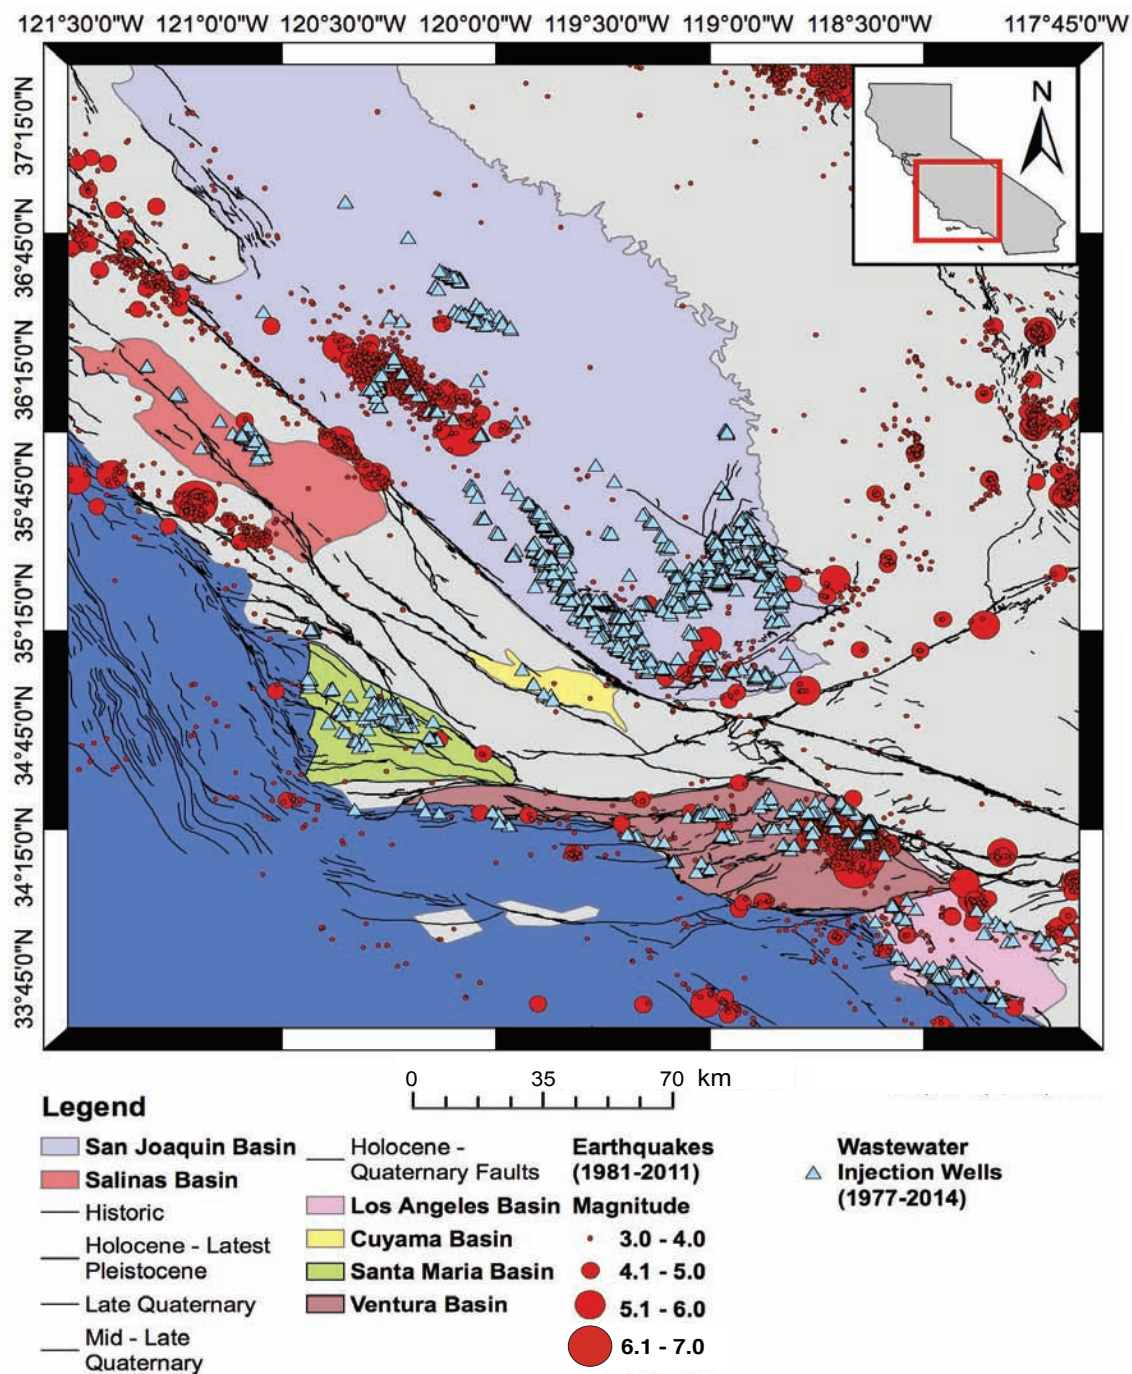 121°30'0"W 121°0'0"W 120°30'0"W 120°0'0"W 119°30'0"W 119°0'0"W 118°30'0"W 117°45'0"W
37°15'0"N
36°45'0"N
36°15'0"N
35°45'0"N
35°15'0"N
34°45'0"N
34°15'0"N
33°45'0"N
N
0 35 70 km
Legend
San Joaquin Basin
Salinas Basin
Historic
Holocene - Latest
Pleistocene
Late Quaternary
Mid - Late
Quaternary
Holocene -
Quaternary Faults
Los Angeles Basin
Cuyama Basin
Santa Maria Basin
Ventura Basin
Earthquakes
(1981-2011)
Magnitude
3.0 - 4.0
4.1 - 5.0
5.1 - 6.0
6.1 - 7.0
Wastewater
Injection Wells
(1977-2014)